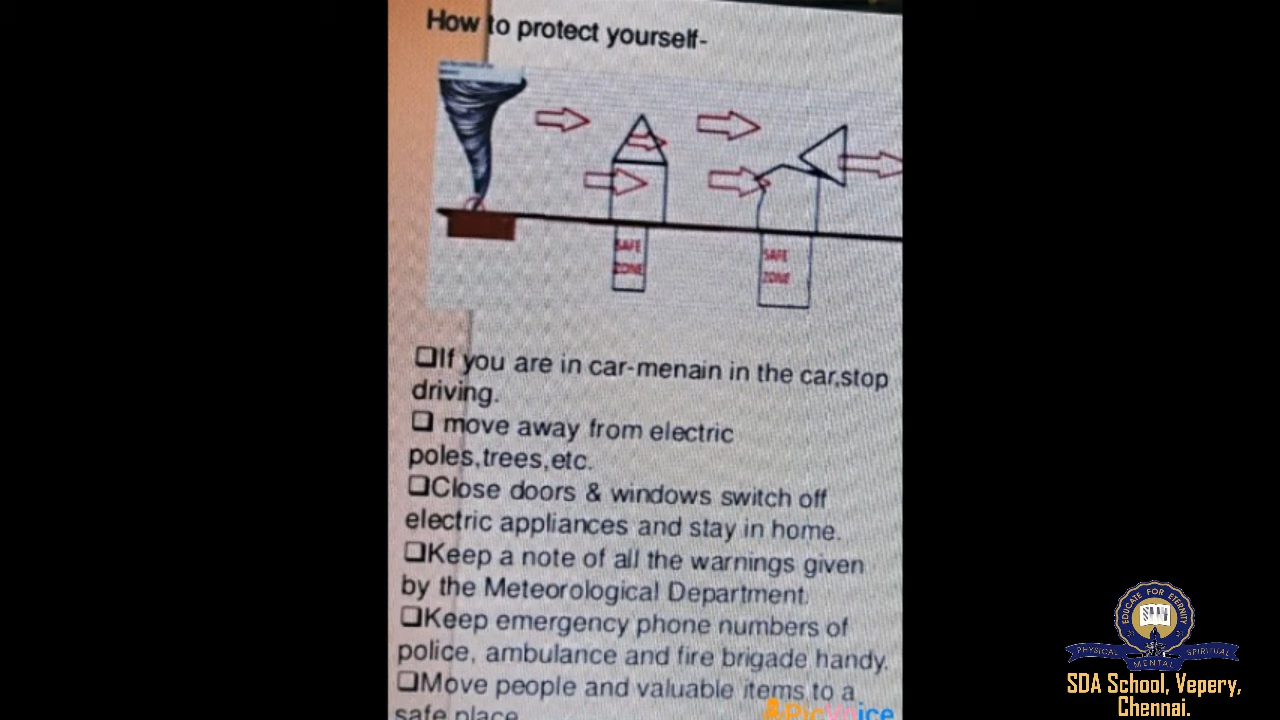 How to protect yourself-
SAFE
ZONE
SAFE
ZONE
❑If you are in car-menain in the car,stop
driving.
❑ move away from electric
poles,trees,etc.
❑Close doors & windows switch off
electric appliances and stay in home.
❑Keep a note of all the warnings given
by the Meteorological Department.
❑Keep emergency phone numbers of
police, ambulance and fire brigade handy.
❑Move people and valuable items to a
safe place
PicVoice
EDUCATE FOR ETERNITY
PHYSICAL
MENTAL
SPIRITUAL
SDA School, Vepery,
Chennai.